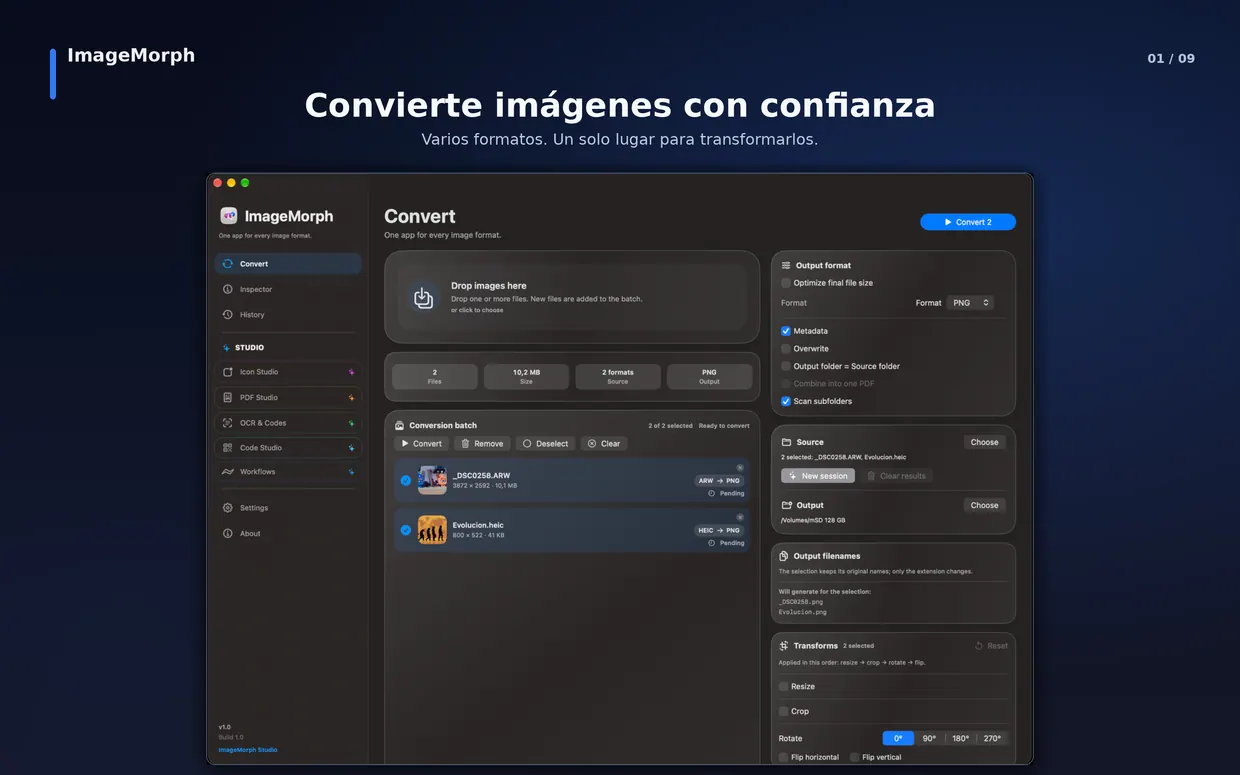 ImageMorph
01 / 09
Convierte imágenes con confianza
Varios formatos. Un solo lugar para transformarlos.
ImageMorph
One app for every image format.
Convert
Inspector
History
STUDIO
Icon Studio
PDF Studio
OCR & Codes
Code Studio
Workflows
Settings
About
v1.0
Build 1.0
ImageMorph Studio
Convert
One app for every image format.
Convert 2
Drop images here
Drop one or more files. New files are added to the batch.
or click to choose
2 Files
10,2 MB Size
2 formats Source
PNG Output
Conversion batch
2 of 2 selected Ready to convert
Convert Remove Deselect Clear
_DSC0258.ARW
3872 × 2592 · 10,1 MB
ARW → PNG
Pending
Evolucion.heic
800 × 522 · 41 KB
HEIC → PNG
Pending
Output format
Optimize final file size
Format Format PNG
Metadata
Overwrite
Output folder = Source folder
Combine into one PDF
Scan subfolders
Source Choose
2 selected: _DSC0258.ARW, Evolucion.heic
New session Clear results
Output Choose
/Volumes/mSD 128 GB
Output filenames
The selection keeps its original names; only the extension changes.
Will generate for the selection:
_DSC0258.png
Evolucion.png
Transforms 2 selected Reset
Applied in this order: resize → crop → rotate → flip.
Resize
Crop
Rotate 0° 90° 180° 270°
Flip horizontal Flip vertical